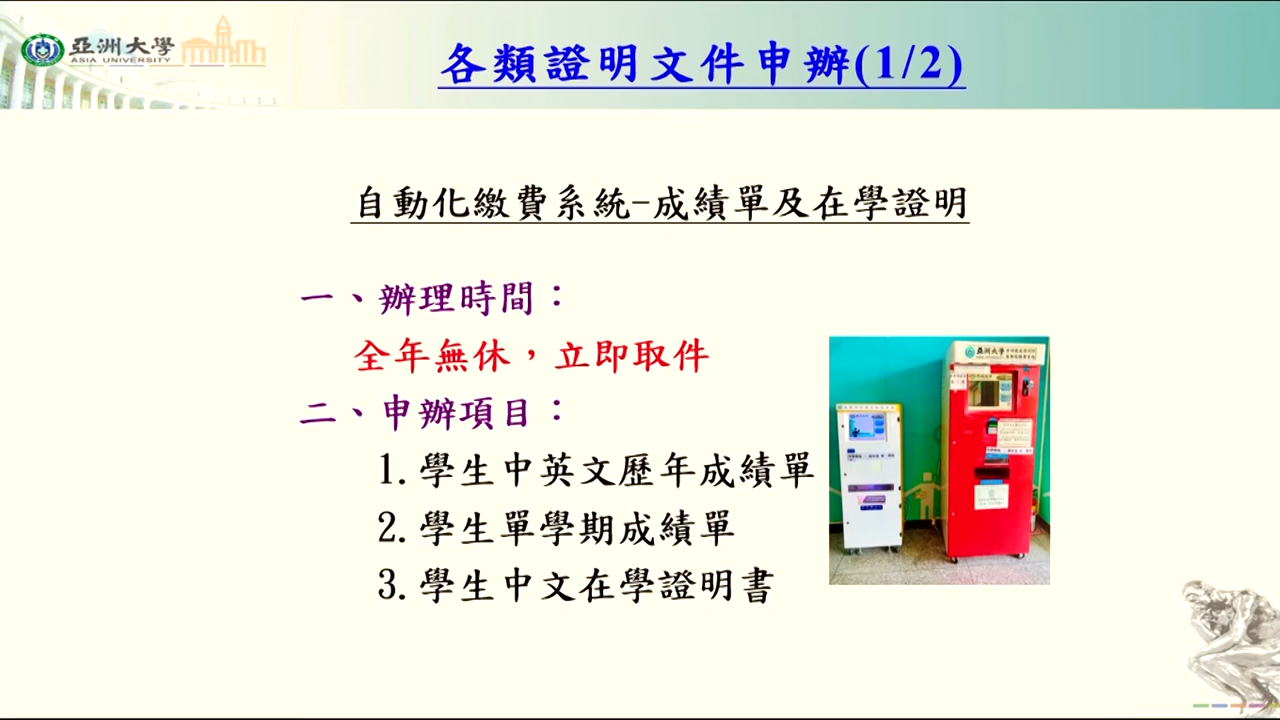 亞洲大學
ASIA UNIVERSITY
各類證明文件申辦(1/2)
自動化繳費系統-成績單及在學證明
一、辦理時間：
全年無休，立即取件
二、申辦項目：
1.學生中英文歷年成績單
2.學生單學期成績單
3.學生中文在學證明書
亞洲大學